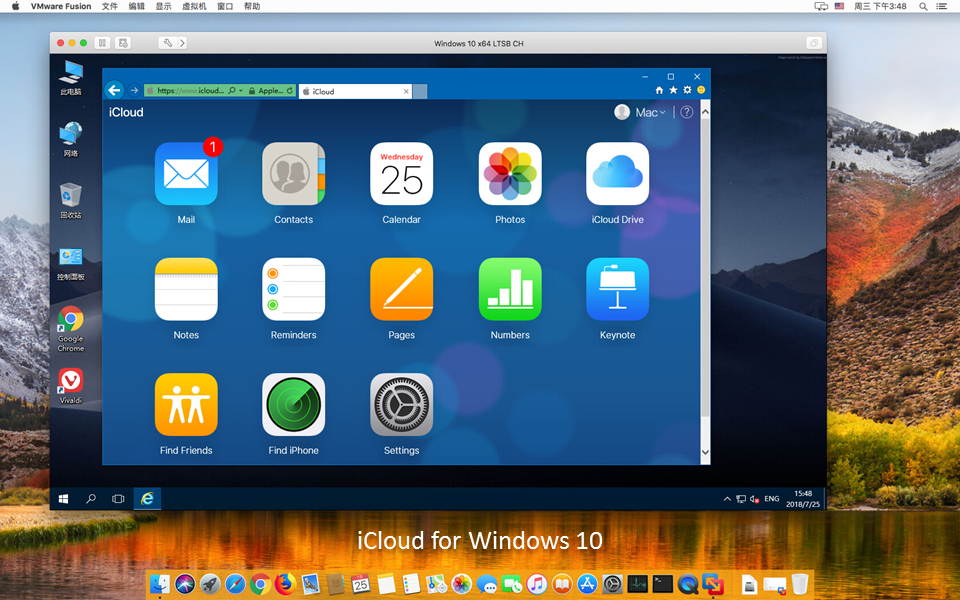 VMware Fusion 文件 编辑 显示 虚拟机 窗口 帮助 周三 下午3:48
Windows 10 x64 LTSB CH
此电脑
网络
回收站
控制面板
Google Chrome
Vivaldi
https://www.icloud... Apple... iCloud
iCloud Mac
1
Wednesday
25
Mail Contacts Calendar Photos iCloud Drive
Notes Reminders Pages Numbers Keynote
Find Friends Find iPhone Settings
ENG 15:48
2018/7/25
iCloud for Windows 10
25